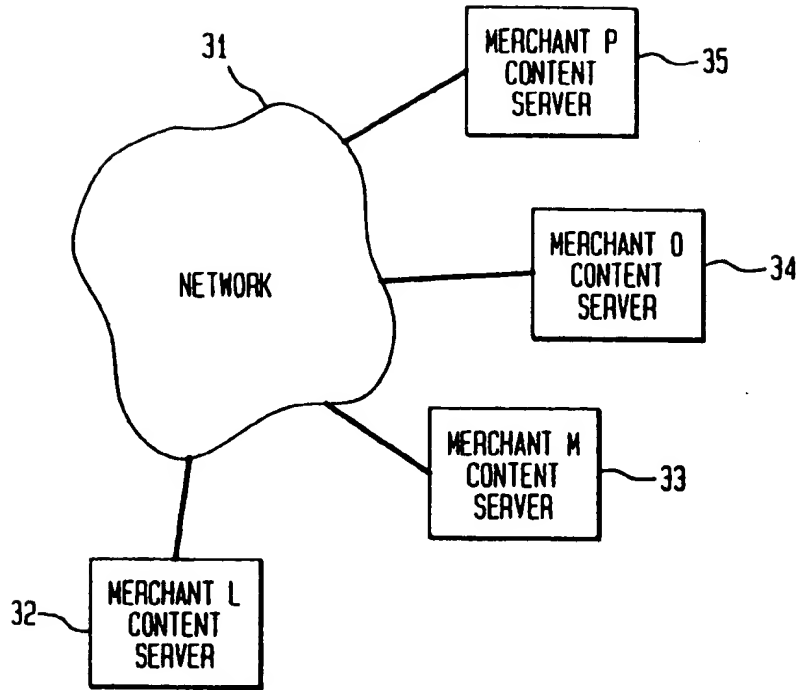 31
MERCHANT P
CONTENT
SERVER
35
NETWORK
MERCHANT O
CONTENT
SERVER
34
MERCHANT M
CONTENT
SERVER
33
32
MERCHANT L
CONTENT
SERVER